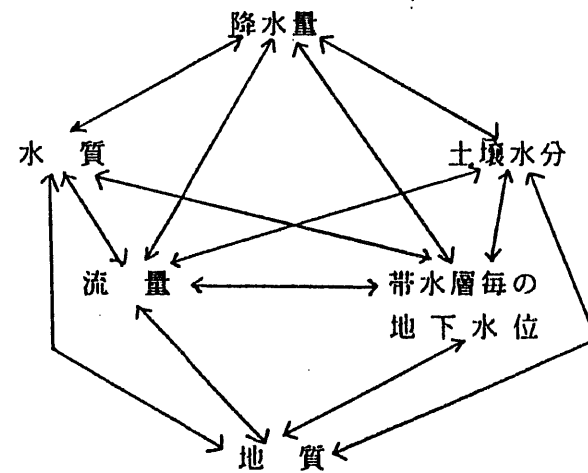 降水量
水 質
土壌水分
流 量
帯水層毎の
地下水位
地 質